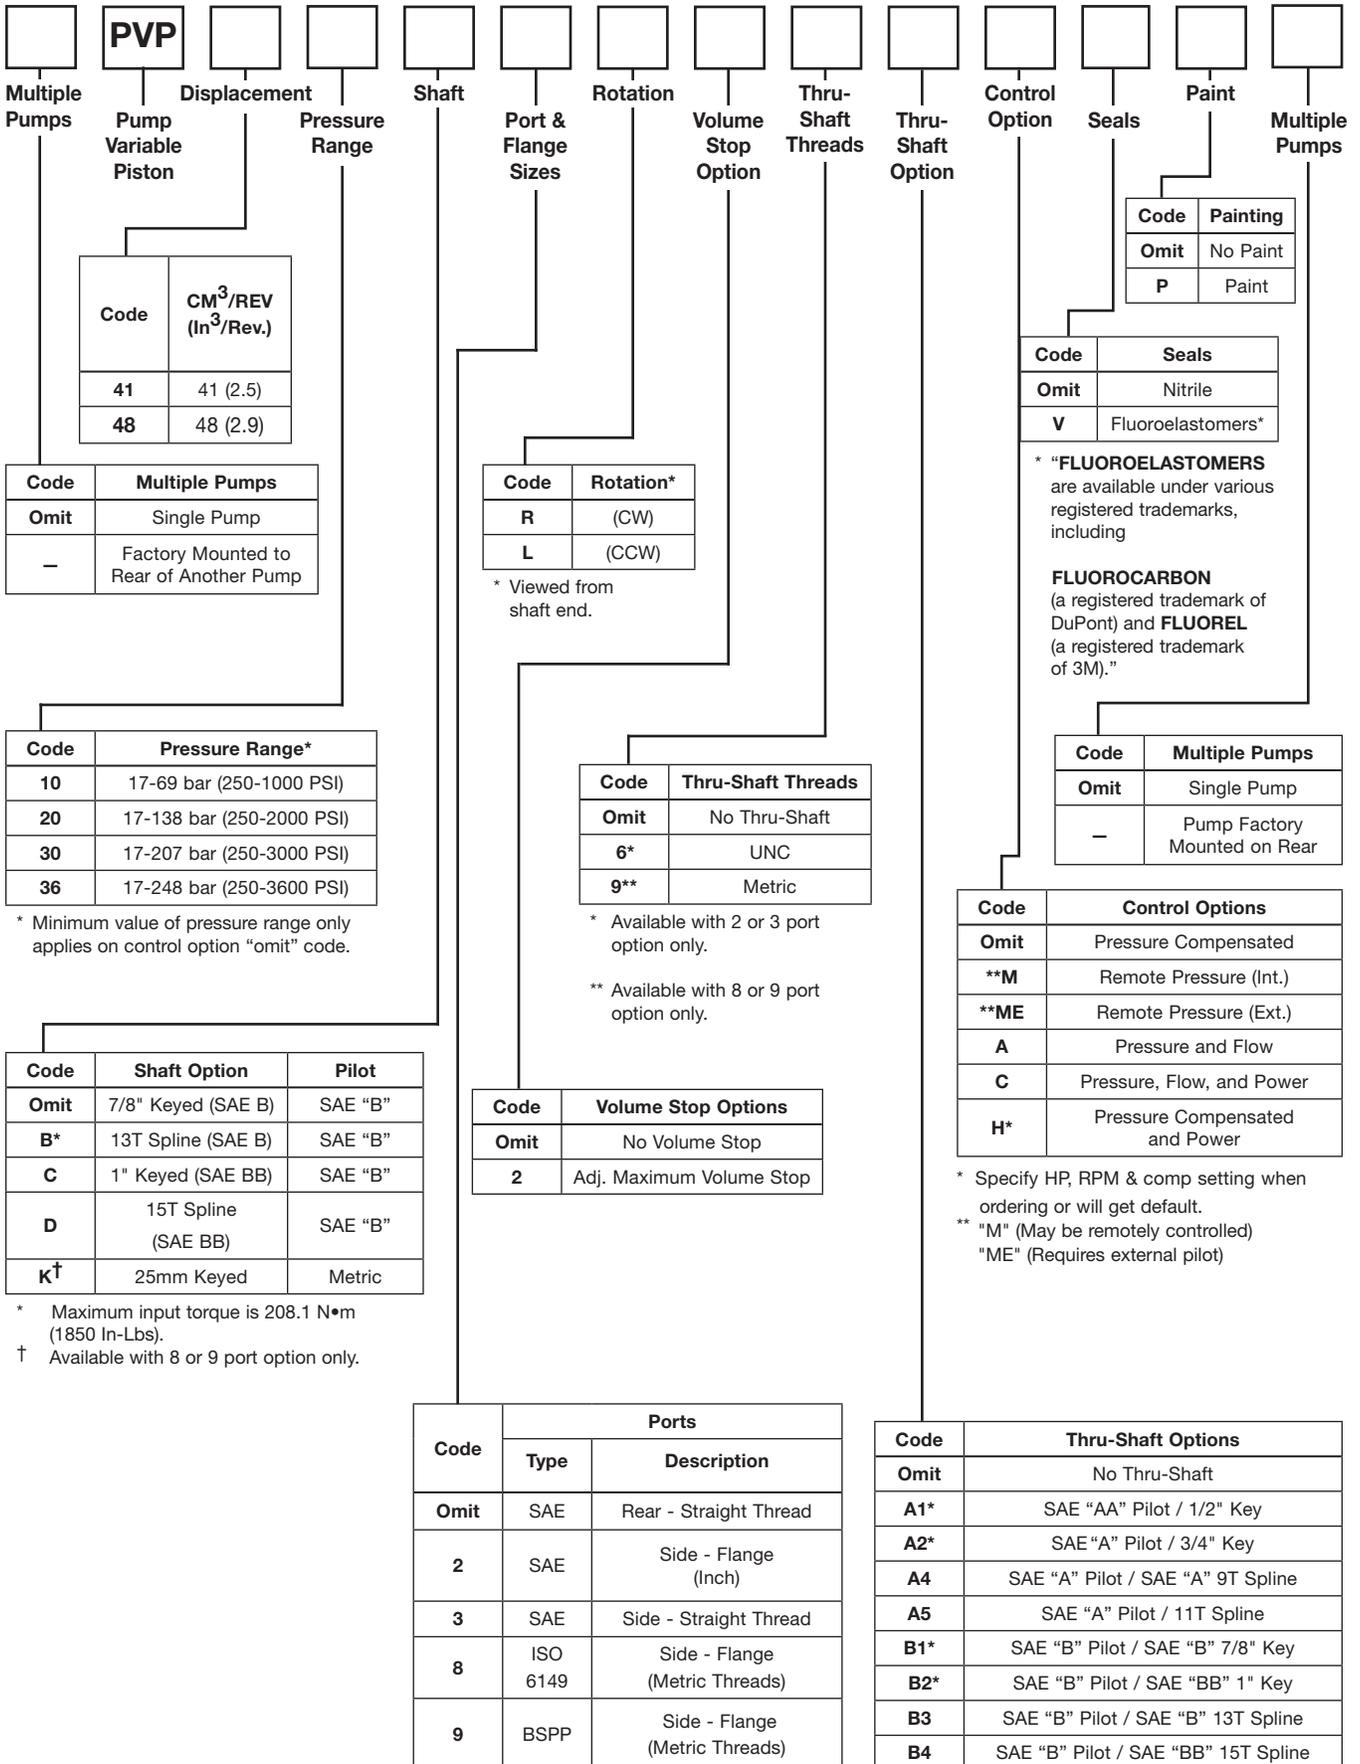 PVP
Multiple
Pumps
Pump
Variable
Piston
Displacement
Pressure
Range
Shaft
Port &
Flange
Sizes
Rotation
Volume
Stop
Option
Thru-
Shaft
Threads
Thru-
Shaft
Option
Control
Option
Seals
Paint
Multiple
Pumps
Code Painting
Omit No Paint
P Paint
Code CM3/REV
(In3/Rev.)
41 41 (2.5)
48 48 (2.9)
Code Seals
Omit Nitrile
V Fluoroelastomers*
* “FLUOROELASTOMERS
are available under various
registered trademarks,
including
FLUOROCARBON
(a registered trademark of
DuPont) and FLUOREL
(a registered trademark
of 3M).”
Code Multiple Pumps
Omit Single Pump
– Factory Mounted to
Rear of Another Pump
Code Rotation*
R (CW)
L (CCW)
* Viewed from
shaft end.
Code Pressure Range*
10 17-69 bar (250-1000 PSI)
20 17-138 bar (250-2000 PSI)
30 17-207 bar (250-3000 PSI)
36 17-248 bar (250-3600 PSI)
* Minimum value of pressure range only
applies on control option “omit” code.
Code Thru-Shaft Threads
Omit No Thru-Shaft
6* UNC
9** Metric
* Available with 2 or 3 port
option only.
** Available with 8 or 9 port
option only.
Code Multiple Pumps
Omit Single Pump
– Pump Factory
Mounted on Rear
Code Control Options
Omit Pressure Compensated
**M Remote Pressure (Int.)
**ME Remote Pressure (Ext.)
A Pressure and Flow
C Pressure, Flow, and Power
H* Pressure Compensated
and Power
* Specify HP, RPM & comp setting when
ordering or will get default.
** "M" (May be remotely controlled)
"ME" (Requires external pilot)
Code Shaft Option Pilot
Omit 7/8" Keyed (SAE B) SAE “B”
B* 13T Spline (SAE B) SAE “B”
C 1" Keyed (SAE BB) SAE “B”
D 15T Spline
(SAE BB) SAE “B”
K† 25mm Keyed Metric
* Maximum input torque is 208.1 N•m
(1850 In-Lbs).
† Available with 8 or 9 port option only.
Code Volume Stop Options
Omit No Volume Stop
2 Adj. Maximum Volume Stop
Code Ports
Type Description
Omit SAE Rear - Straight Thread
2 SAE Side - Flange
(Inch)
3 SAE Side - Straight Thread
8 ISO
6149 Side - Flange
(Metric Threads)
9 BSPP Side - Flange
(Metric Threads)
Code Thru-Shaft Options
Omit No Thru-Shaft
A1* SAE “AA” Pilot / 1/2" Key
A2* SAE “A” Pilot / 3/4" Key
A4 SAE “A” Pilot / SAE “A” 9T Spline
A5 SAE “A” Pilot / 11T Spline
B1* SAE “B” Pilot / SAE “B” 7/8" Key
B2* SAE “B” Pilot / SAE “BB” 1" Key
B3 SAE “B” Pilot / SAE “B” 13T Spline
B4 SAE “B” Pilot / SAE “BB” 15T Spline